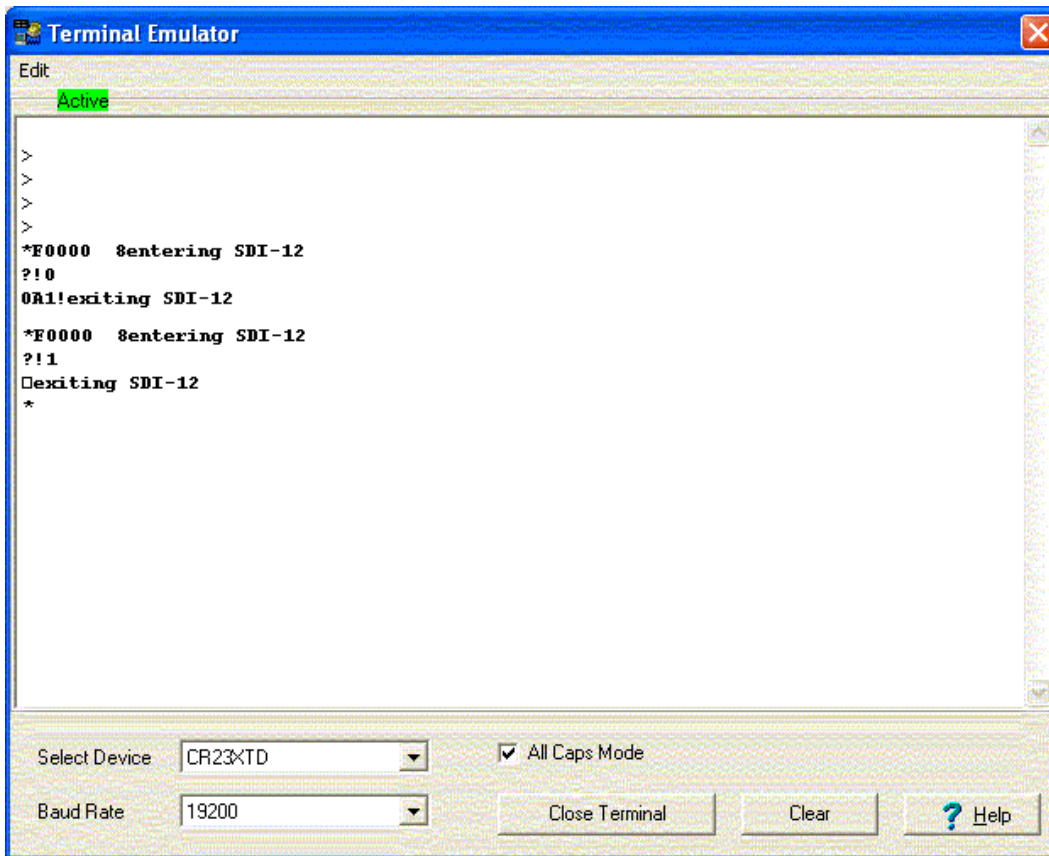 Terminal Emulator
Edit
Active
>
>
>
>
*F0000  8entering SDI-12
?!0
0A1!exiting SDI-12
*F0000  8entering SDI-12
?!1
□exiting SDI-12
*
Select Device CR23XTD
All Caps Mode
Baud Rate 19200
Close Terminal
Clear
? Help